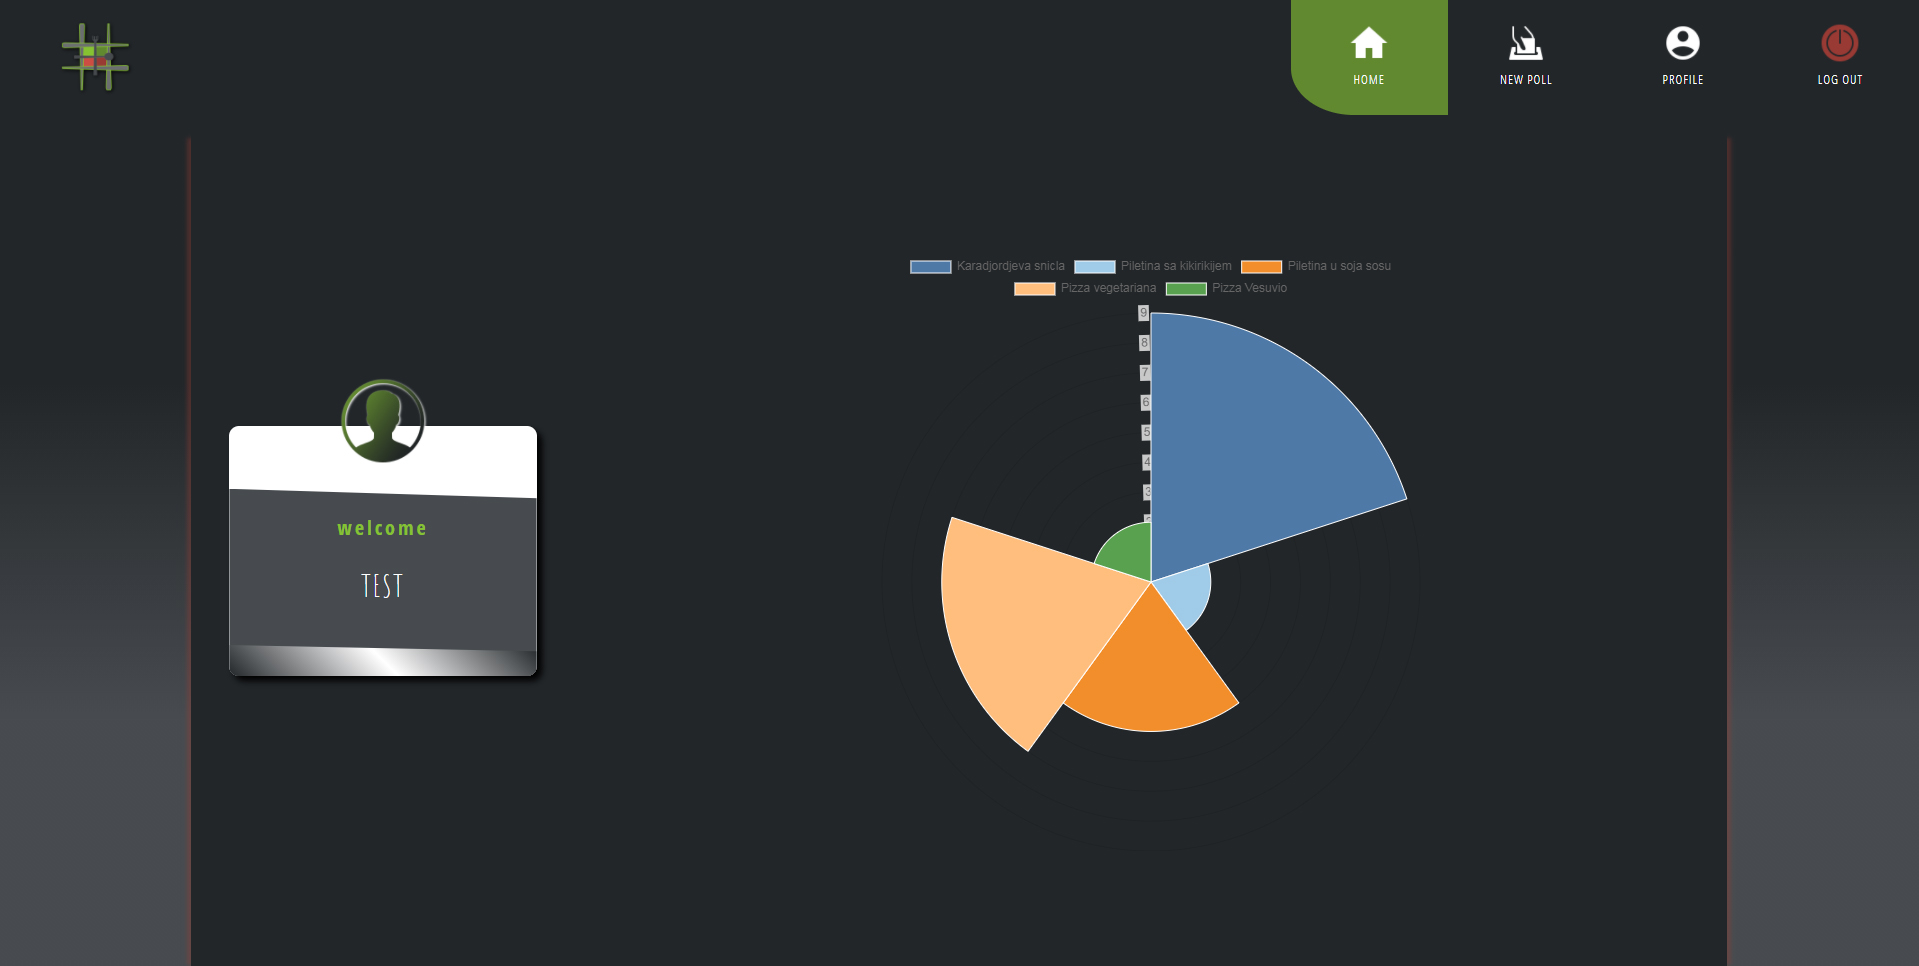 HOME NEW POLL PROFILE LOG OUT
Karadjordjeva snicla Piletina sa kikirikijem Piletina u soja sosu
Pizza vegetariana Pizza Vesuvio
9
8
7
6
5
4
3
welcome
TEST